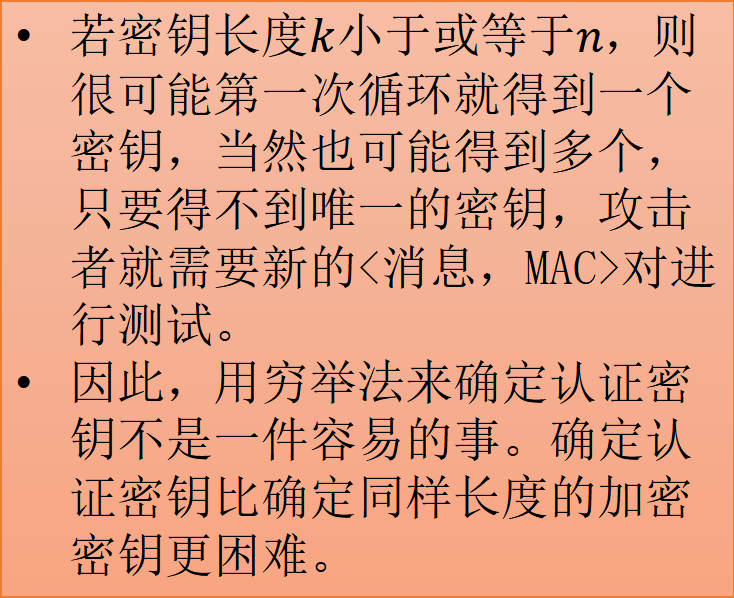 • 若密钥长度k小于或等于n，则
很可能第一次循环就得到一个
密钥，当然也可能得到多个，
只要得不到唯一的密钥，攻击
者就需要新的<消息，MAC>对进
行测试。
• 因此，用穷举法来确定认证密
钥不是一件容易的事。确定认
证密钥比确定同样长度的加密
密钥更困难。